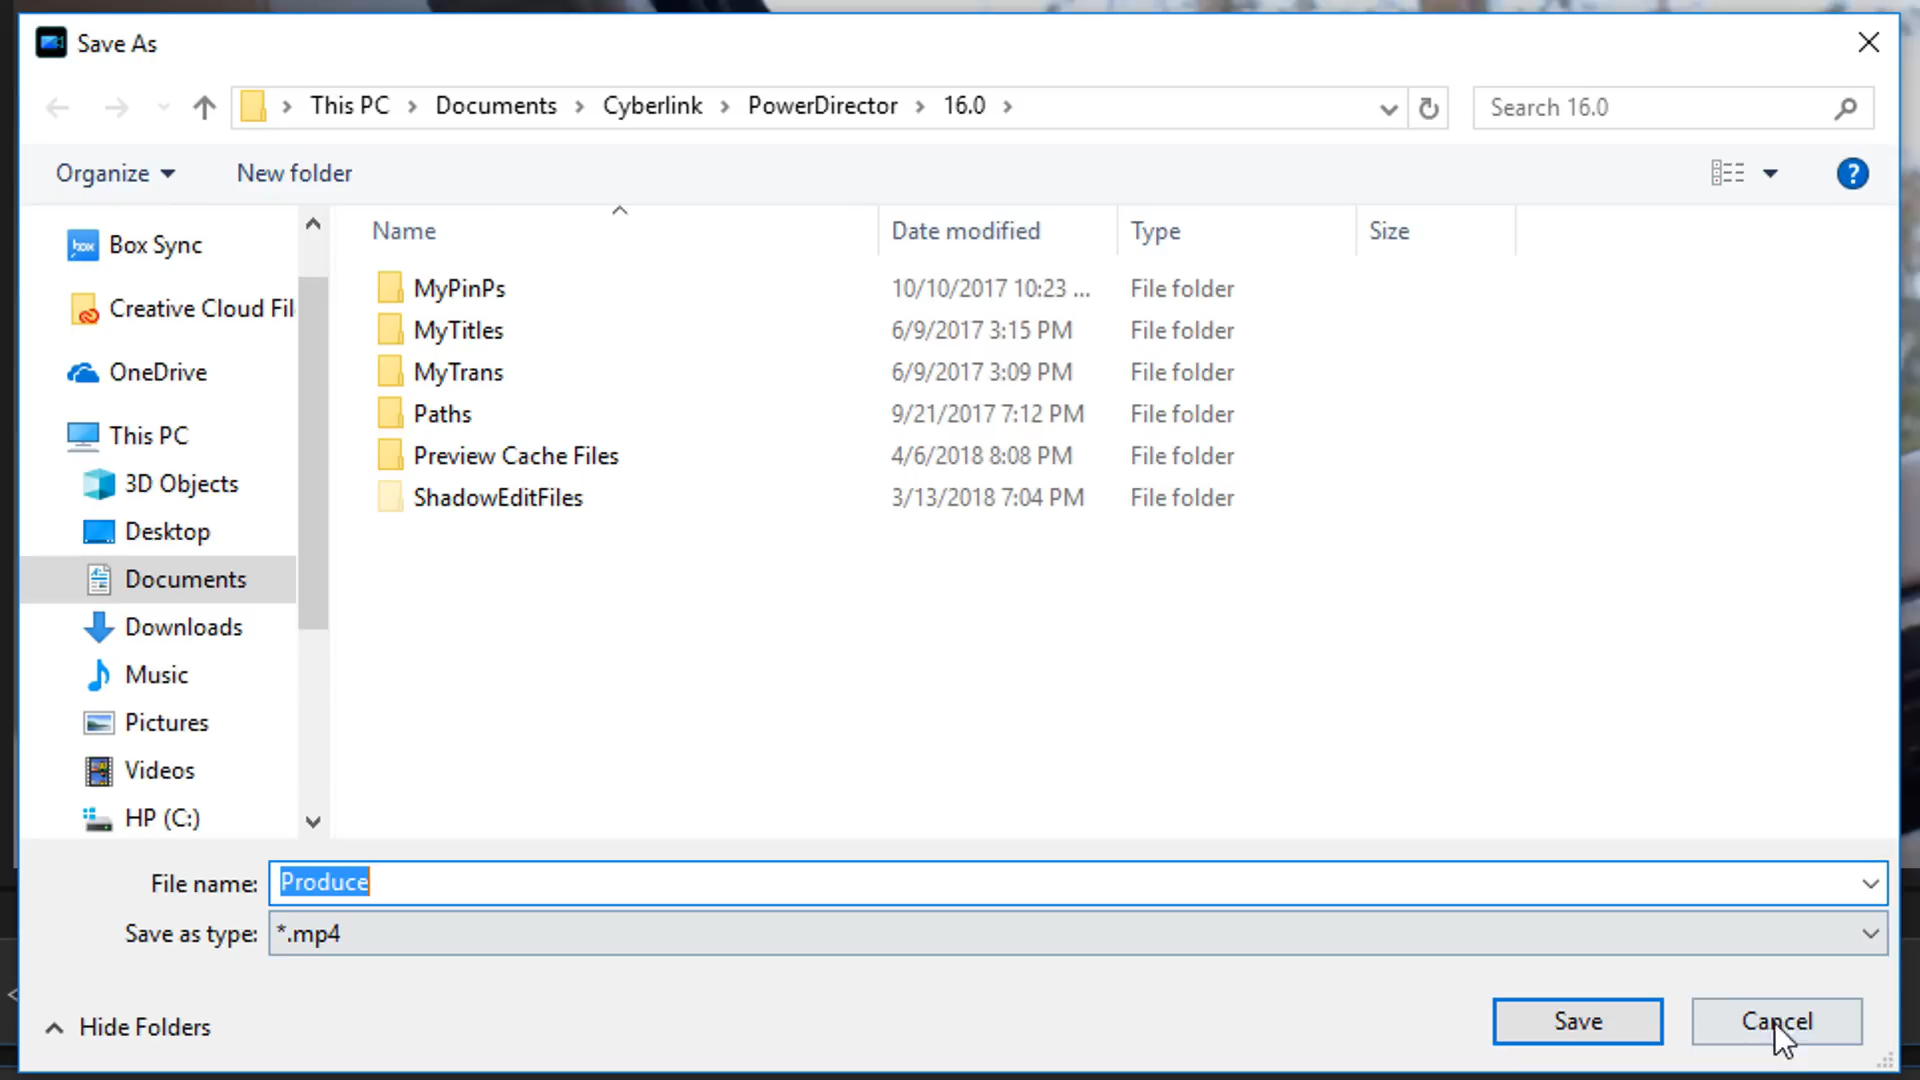 Save As
This PC > Documents > Cyberlink > PowerDirector > 16.0 >
Search 16.0
Organize
New folder
?
Name
Date modified
Type
Size
box Box Sync
Creative Cloud Fil
OneDrive
This PC
3D Objects
Desktop
Documents
Downloads
Music
Pictures
Videos
HP (C:)
MyPinPs 10/10/2017 10:23 ... File folder
MyTitles 6/9/2017 3:15 PM File folder
MyTrans 6/9/2017 3:09 PM File folder
Paths 9/21/2017 7:12 PM File folder
Preview Cache Files 4/6/2018 8:08 PM File folder
ShadowEditFiles 3/13/2018 7:04 PM File folder
File name: Produce
Save as type: *.mp4
Hide Folders
Save
Cancel